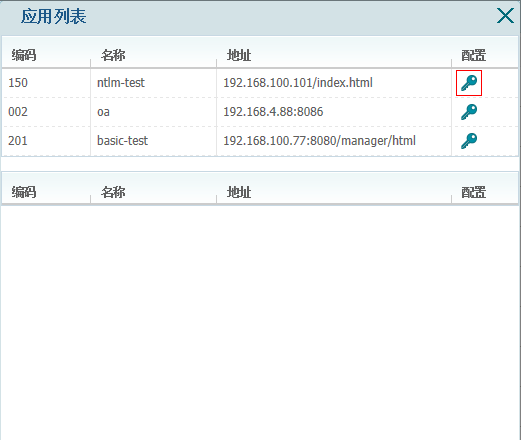 应用列表
编码 名称 地址 配置
150 ntlm-test 192.168.100.101/index.html
002 oa 192.168.4.88:8086
201 basic-test 192.168.100.77:8080/manager/html
编码 名称 地址 配置